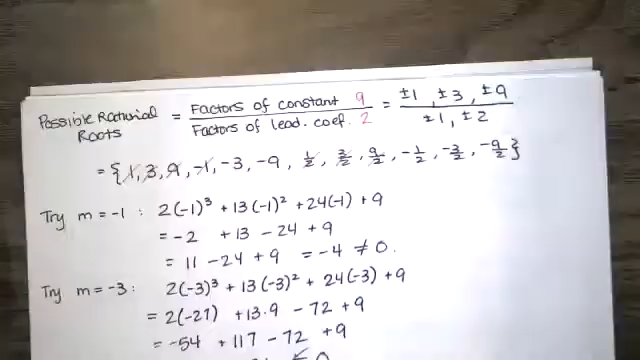 Possible Rational Roots = Factors of constant 9 / Factors of lead. coef. 2 = ±1, ±3, ±9 / ±1, ±2
= {1, 3, 9, -1, -3, -9, 1/2, 3/2, 9/2, -1/2, -3/2, -9/2}
Try m = -1 : 2(-1)³ + 13(-1)² + 24(-1) + 9
= -2 + 13 - 24 + 9
= 11 - 24 + 9 = -4 ≠ 0.
Try m = -3 : 2(-3)³ + 13(-3)² + 24(-3) + 9
= 2(-27) + 13·9 - 72 + 9
= -54 + 117 - 72 + 9